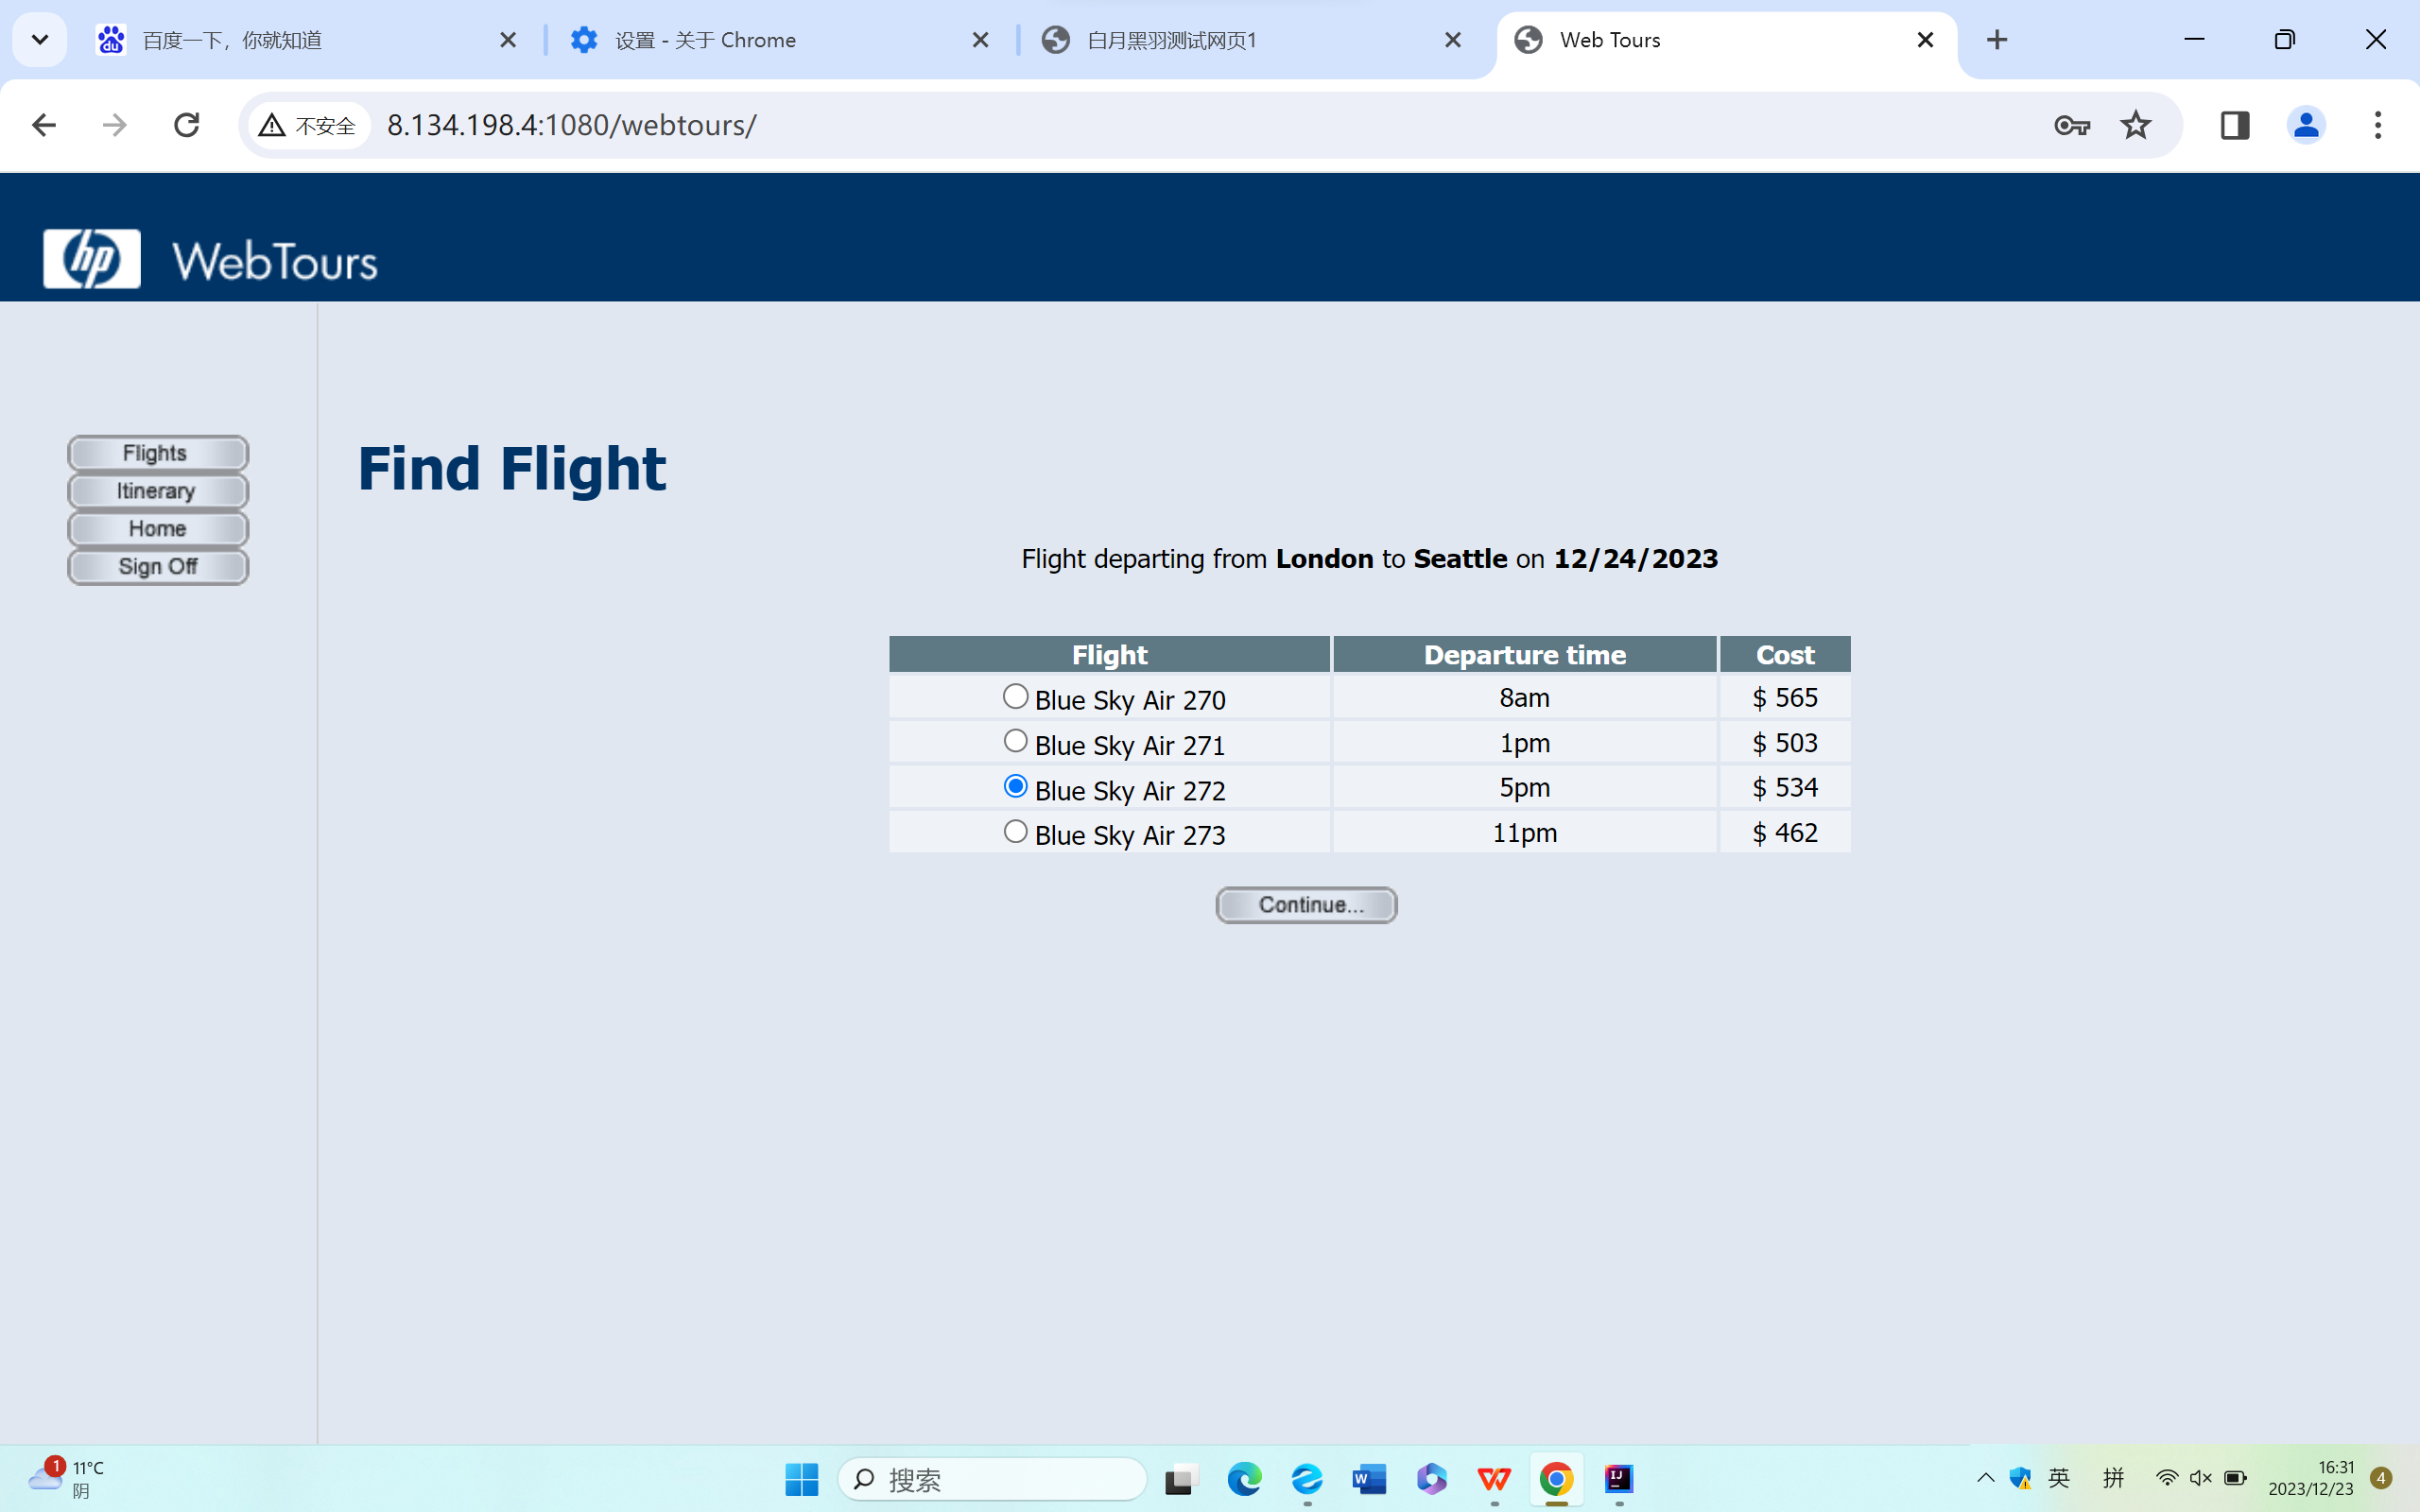 百度一下，你就知道
设置 - 关于 Chrome
白月黑羽测试网页1
Web Tours
不安全
8.134.198.4:1080/webtours/
hp WebTours
Flights
Itinerary
Home
Sign Off
Find Flight
Flight departing from London to Seattle on 12/24/2023
Flight Departure time Cost
Blue Sky Air 270 8am $ 565
Blue Sky Air 271 1pm $ 503
Blue Sky Air 272 5pm $ 534
Blue Sky Air 273 11pm $ 462
Continue...
1
11°C
阴
搜索
英
拼
16:31
2023/12/23
4